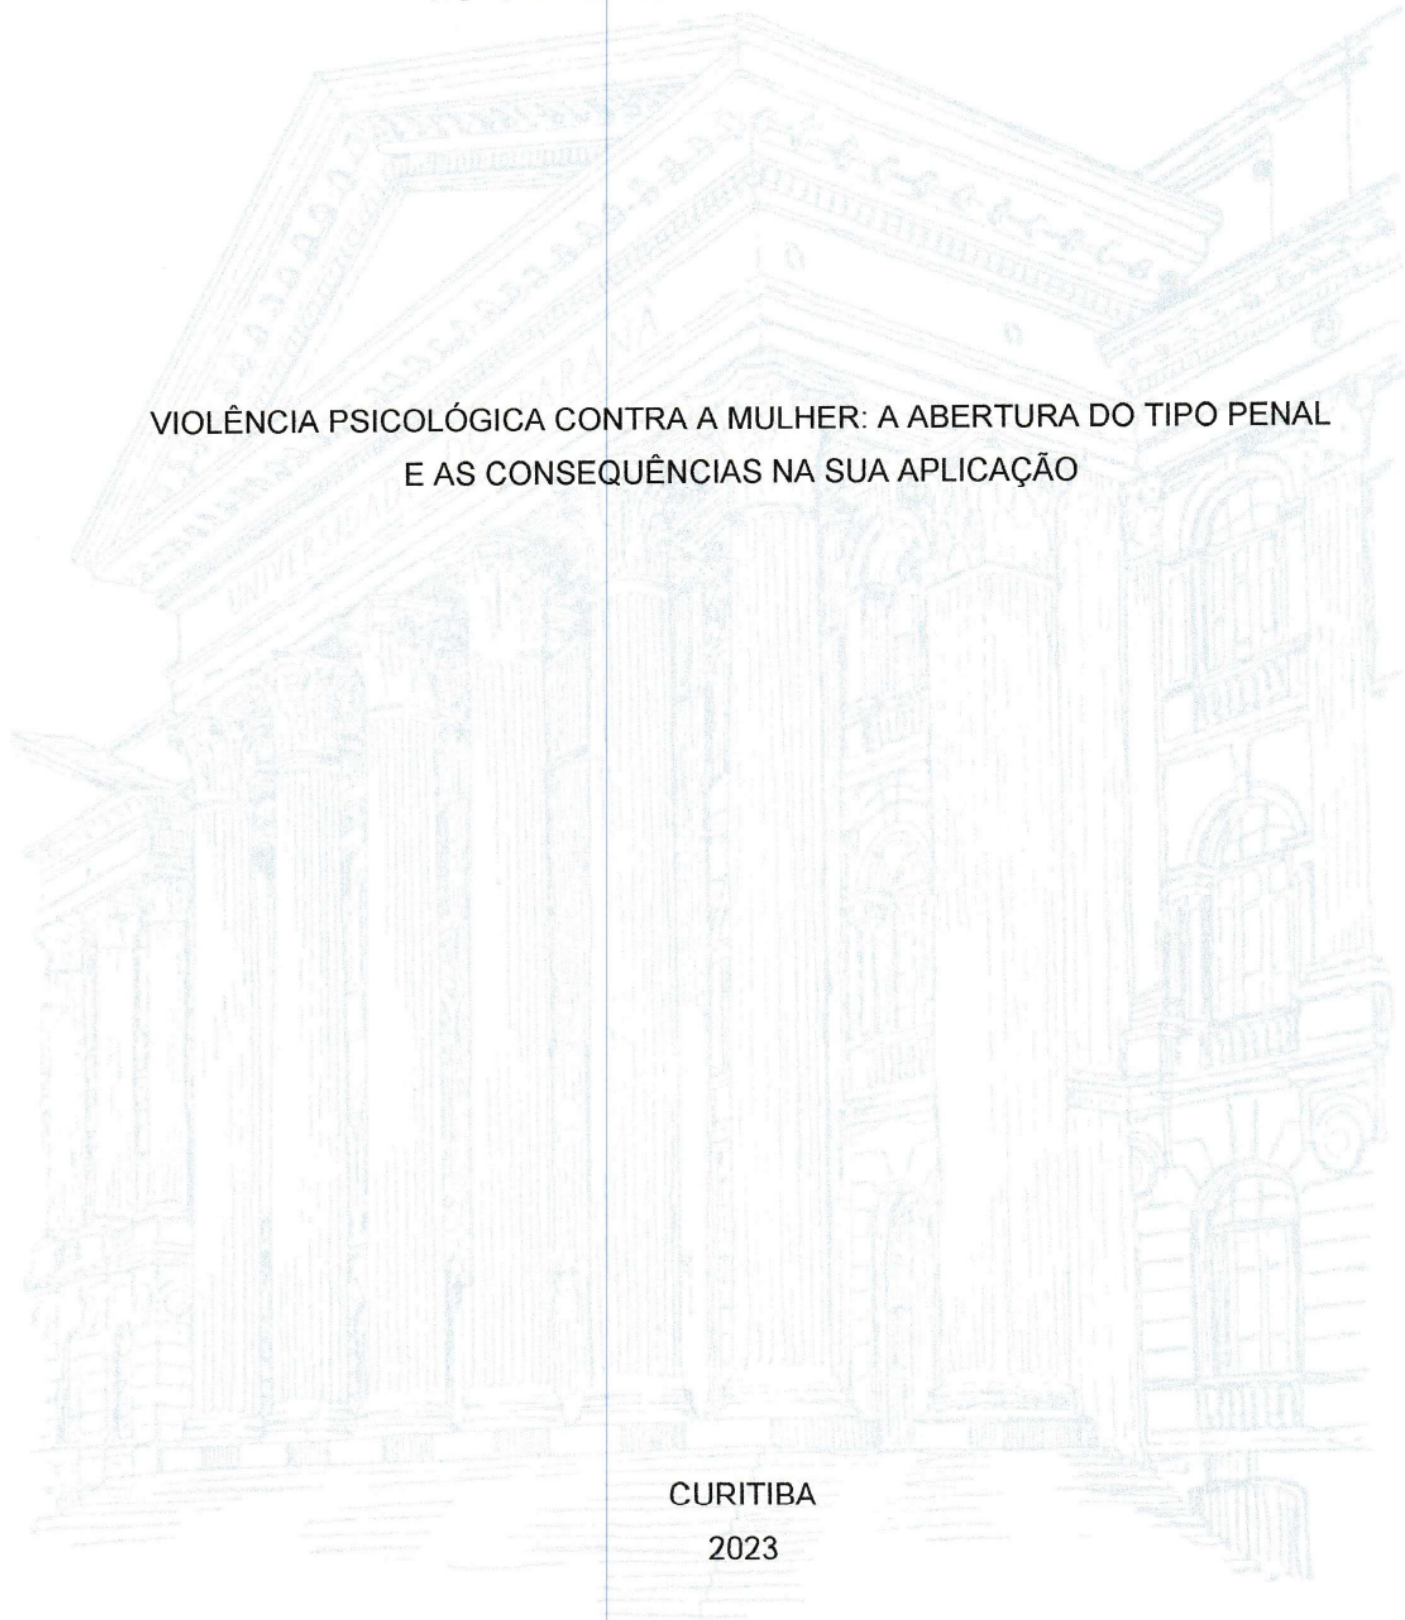 VIOLÊNCIA PSICOLÓGICA CONTRA A MULHER: A ABERTURA DO TIPO PENAL
E AS CONSEQUÊNCIAS NA SUA APLICAÇÃO
CURITIBA
2023